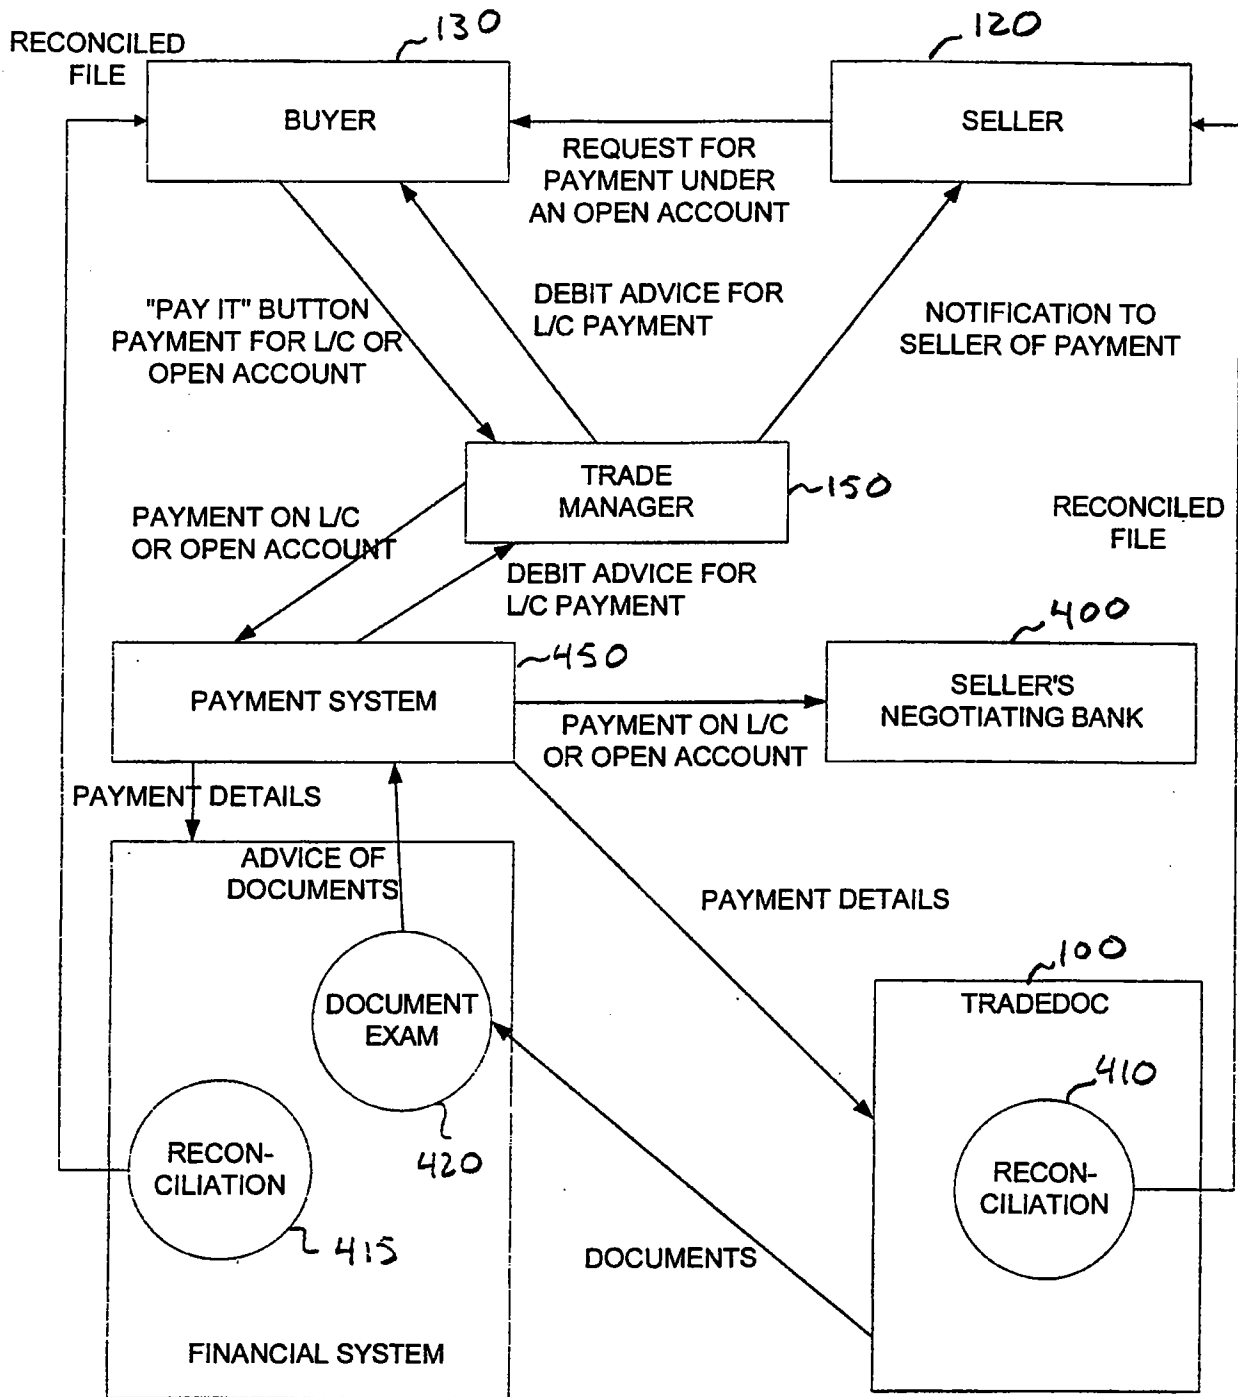 130
120
RECONCILED
FILE
BUYER
SELLER
REQUEST FOR
PAYMENT UNDER
AN OPEN ACCOUNT
"PAY IT" BUTTON
PAYMENT FOR L/C OR
OPEN ACCOUNT
DEBIT ADVICE FOR
L/C PAYMENT
NOTIFICATION TO
SELLER OF PAYMENT
TRADE
MANAGER
150
PAYMENT ON L/C
OR OPEN ACCOUNT
RECONCILED
FILE
DEBIT ADVICE FOR
L/C PAYMENT
400
450
PAYMENT SYSTEM
SELLER'S
NEGOTIATING BANK
PAYMENT ON L/C
OR OPEN ACCOUNT
PAYMENT DETAILS
ADVICE OF
DOCUMENTS
PAYMENT DETAILS
100
TRADEDOC
DOCUMENT
EXAM
410
420
RECON-
CILIATION
RECON-
CILIATION
415
DOCUMENTS
FINANCIAL SYSTEM